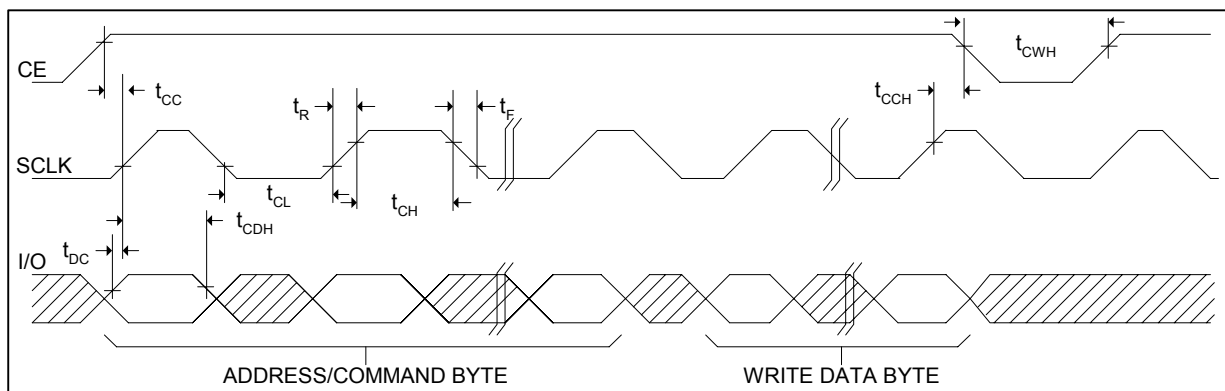 CE
tCC
tR
tF
tCCH
tCWH
SCLK
tCL
tCH
tCDH
tDC
I/O
ADDRESS/COMMAND BYTE
WRITE DATA BYTE